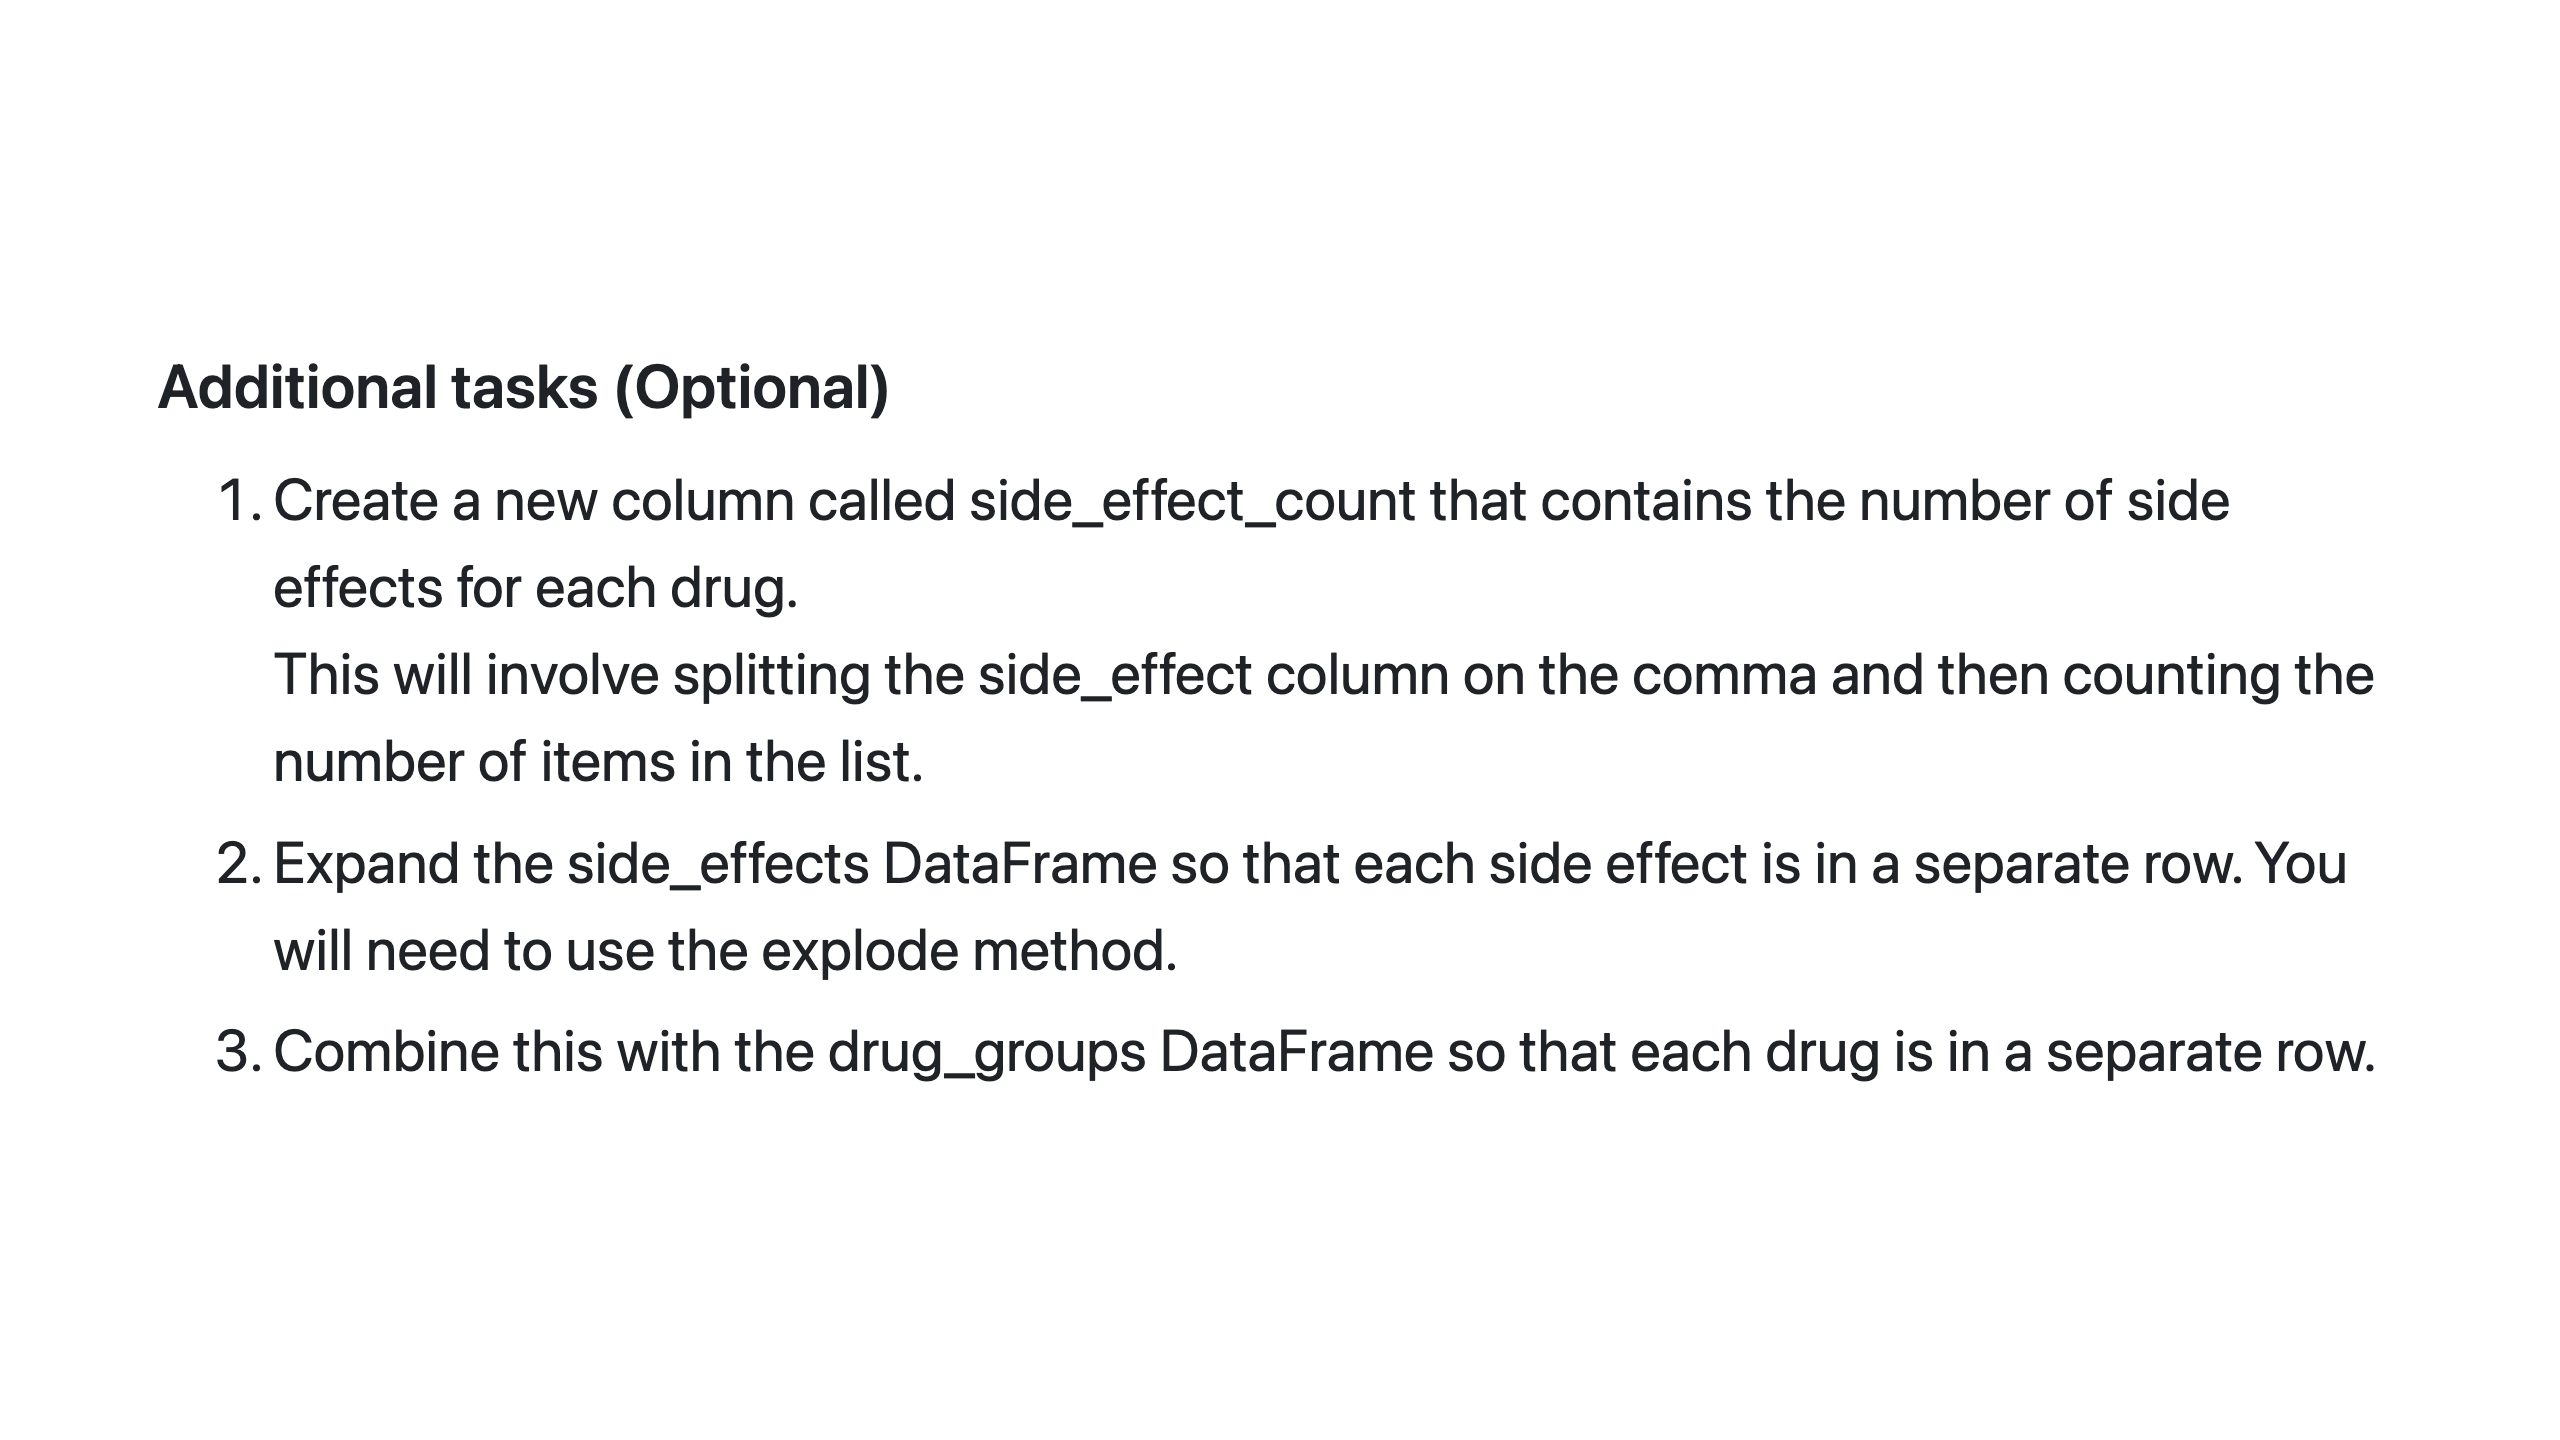 Additional tasks (Optional)
1. Create a new column called side_effect_count that contains the number of side
effects for each drug.
This will involve splitting the side_effect column on the comma and then counting the
number of items in the list.
2. Expand the side_effects DataFrame so that each side effect is in a separate row. You
will need to use the explode method.
3. Combine this with the drug_groups DataFrame so that each drug is in a separate row.